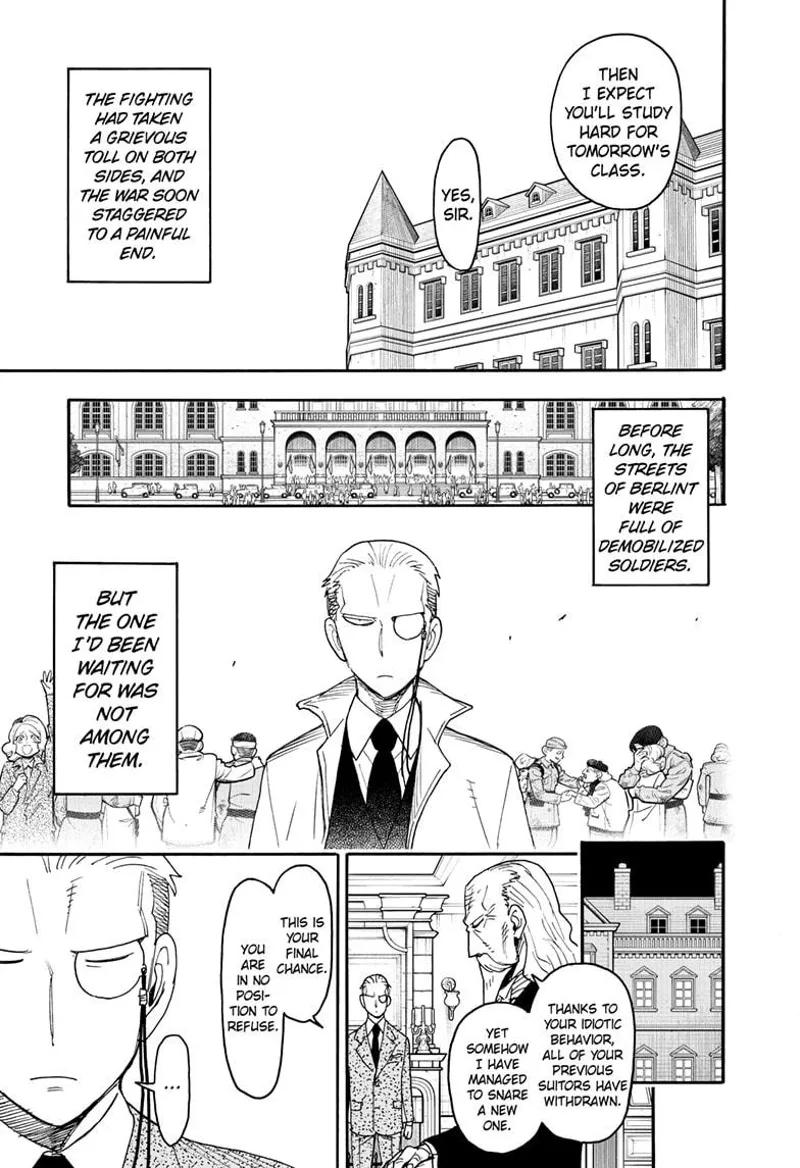 THEN
I EXPECT
YOU'LL STUDY
HARD FOR
TOMORROW'S
CLASS.
YES,
SIR.
THE FIGHTING
HAD TAKEN
A GRIEVOUS
TOLL ON BOTH
SIDES, AND
THE WAR SOON
STAGGERED
TO A PAINFUL
END.
BEFORE
LONG, THE
STREETS
OF BERLINT
WERE
FULL OF
DEMOBILIZED
SOLDIERS.
BUT
THE ONE
I'D BEEN
WAITING
FOR WAS
NOT
AMONG
THEM.
THANKS TO
YOUR IDIOTIC
BEHAVIOR,
ALL OF YOUR
PREVIOUS
SUITORS HAVE
WITHDRAWN.
YET
SOMEHOW
I HAVE
MANAGED
TO SNARE
A NEW
ONE.
THIS IS
YOUR
FINAL
CHANCE.
YOU
ARE
IN NO
POSI-
TION TO
REFUSE.
...